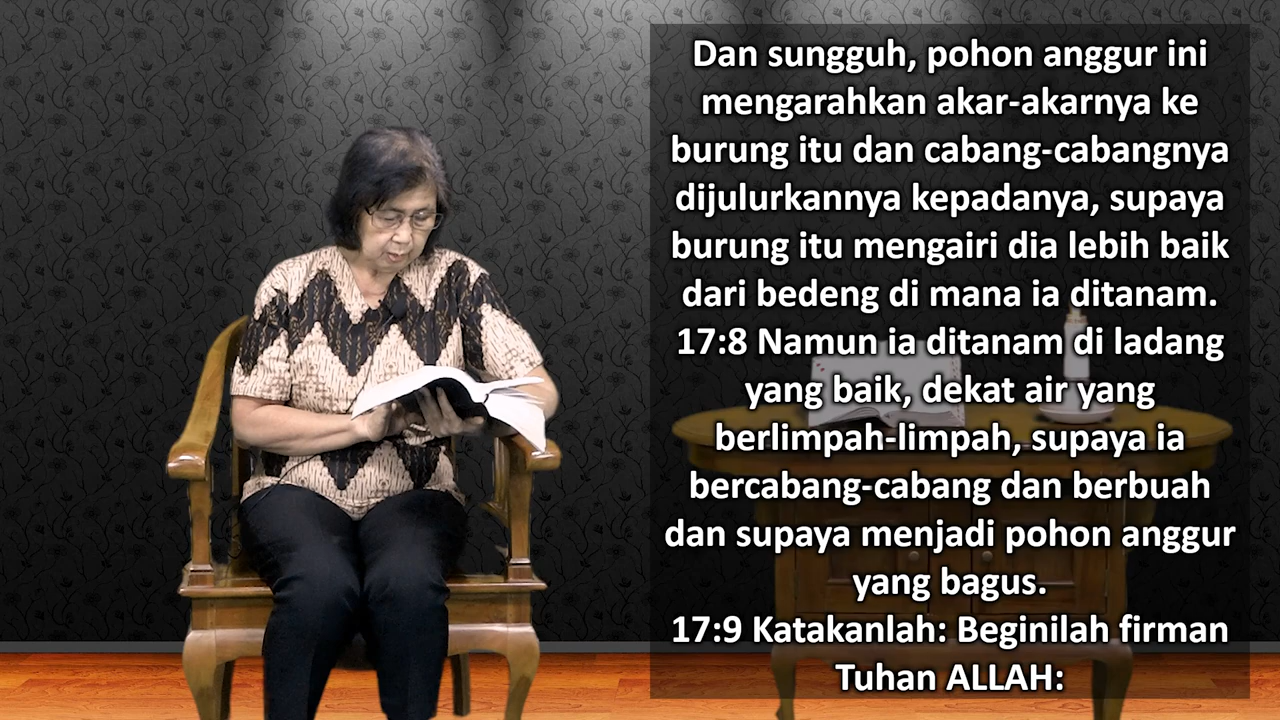 Dan sungguh, pohon anggur ini
mengarahkan akar-akarnya ke
burung itu dan cabang-cabangnya
dijulurkannya kepadanya, supaya
burung itu mengairi dia lebih baik
dari bedeng di mana ia ditanam.
17:8 Namun ia ditanam di ladang
yang baik, dekat air yang
berlimpah-limpah, supaya ia
bercabang-cabang dan berbuah
dan supaya menjadi pohon anggur
yang bagus.
17:9 Katakanlah: Beginilah firman
Tuhan ALLAH: